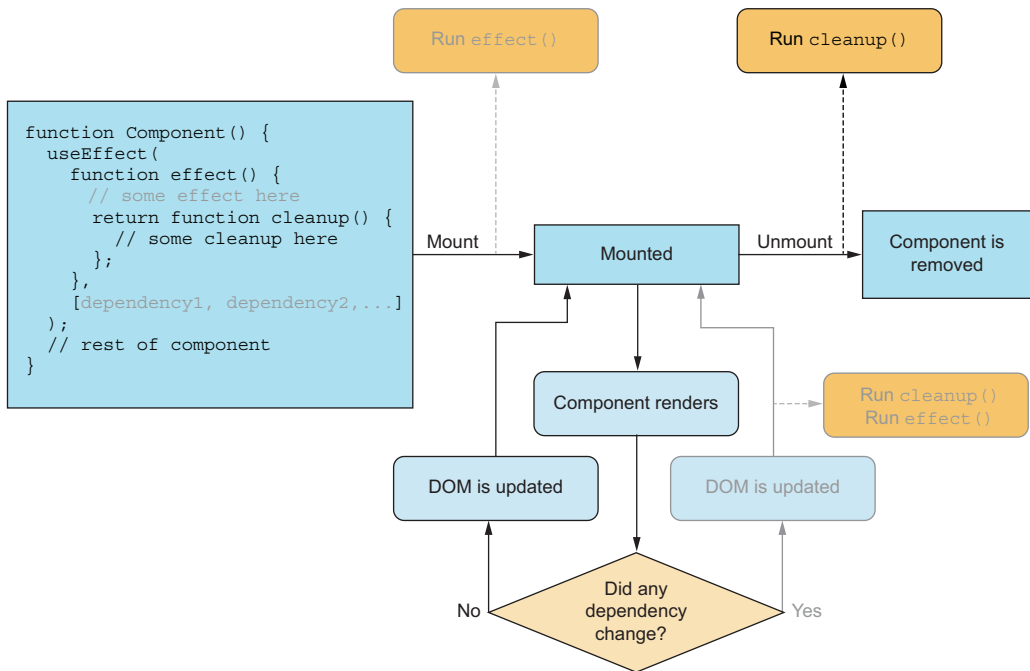 Run effect()
Run cleanup()
function Component() {
  useEffect(
    function effect() {
      // some effect here
      return function cleanup() {
        // some cleanup here
      };
    },
    [dependency1, dependency2,...]
  );
  // rest of component
}
Mount
Mounted
Unmount
Component is
removed
Component renders
Run cleanup()
Run effect()
DOM is updated
DOM is updated
Did any
dependency
change?
No
Yes